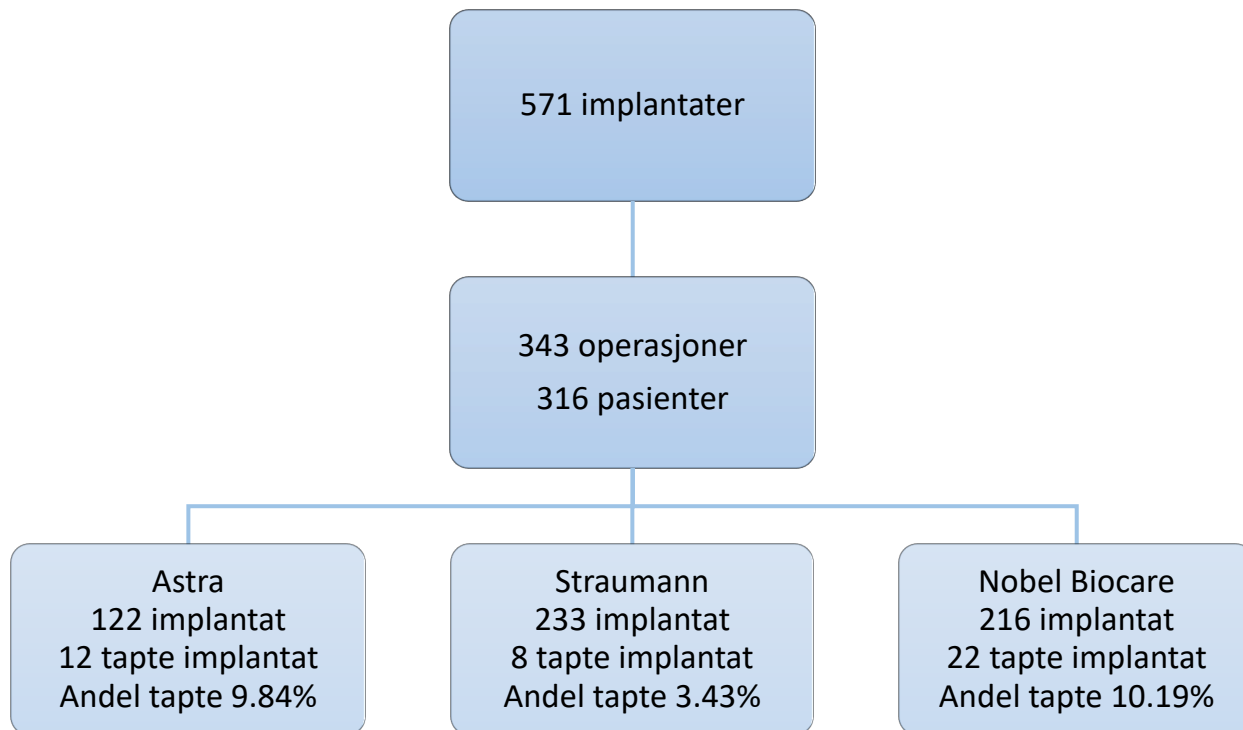 571 implantater
343 operasjoner
316 pasienter
Astra
122 implantat
12 tapte implantat
Andel tapte 9.84%
Straumann
233 implantat
8 tapte implantat
Andel tapte 3.43%
Nobel Biocare
216 implantat
22 tapte implantat
Andel tapte 10.19%